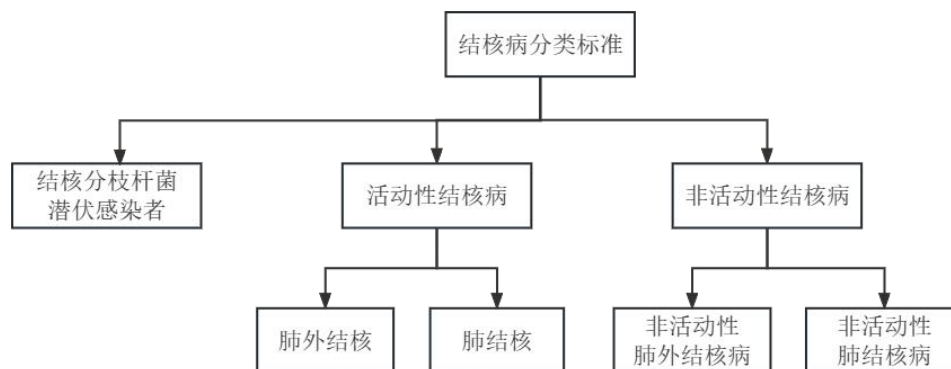 结核病分类标准
结核分枝杆菌
潜伏感染者
活动性结核病
非活动性结核病
肺外结核
肺结核
非活动性
肺外结核病
非活动性
肺结核病